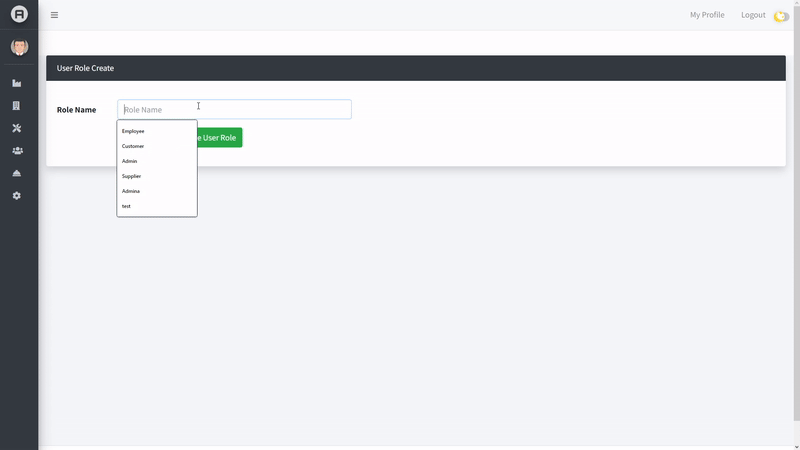 My Profile Logout
User Role Create
Role Name Role Name
Employee
e User Role
Customer
Admin
Supplier
Admina
test